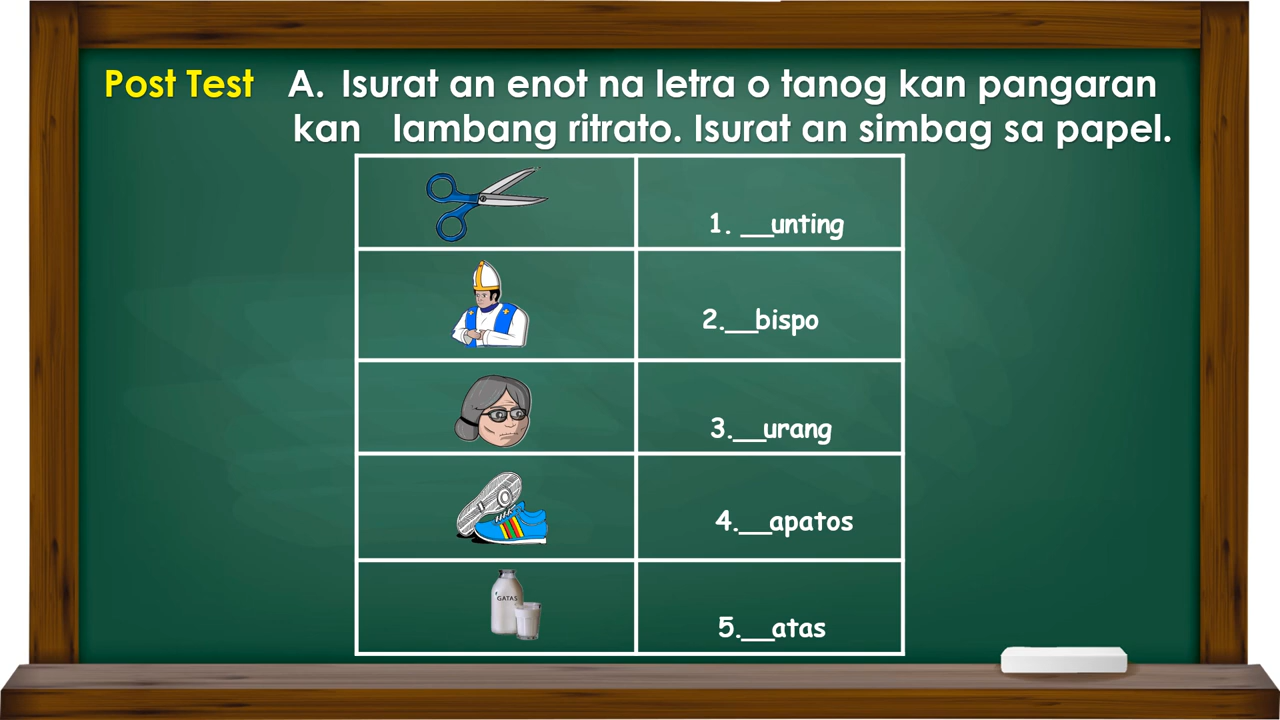 Post Test A. Isurat an enot na letra o tanog kan pangaran
kan lambang ritrato. Isurat an simbag sa papel.
1. __unting
2.__bispo
3.__urang
4.__apatos
GATAS
5.__atas